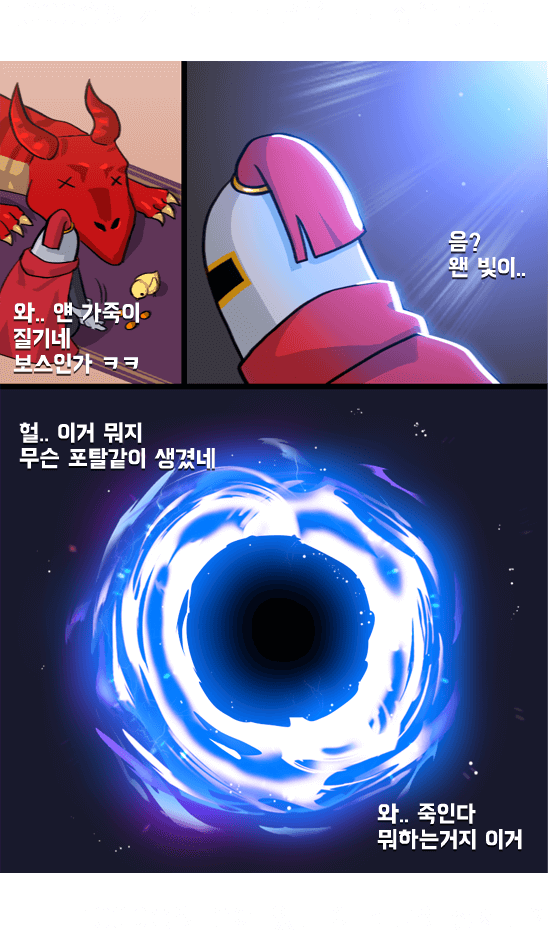 와.. 얜 가죽이
질기네
보스인가 ㅋㅋ
음?
왠 빛이..
헐.. 이거 뭐지
무슨 포탈같이 생겼네
와.. 죽인다
뭐하는거지 이거